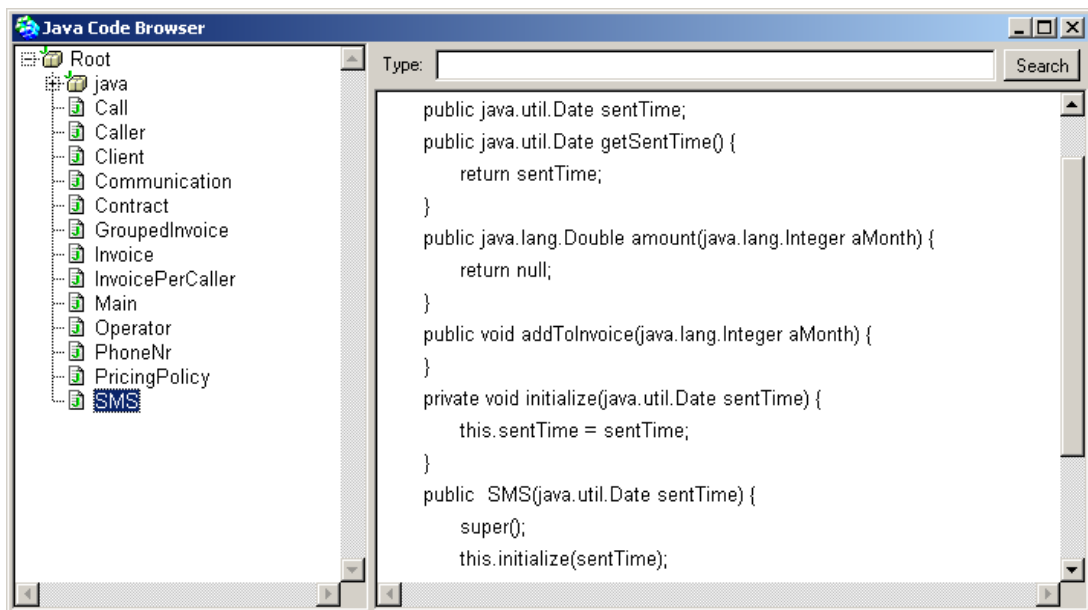 Java Code Browser
Root
java
Call
Caller
Client
Communication
Contract
GroupedInvoice
Invoice
InvoicePerCaller
Main
Operator
PhoneNr
PricingPolicy
SMS
Type:
Search
public java.util.Date sentTime;
public java.util.Date getSentTime() {
return sentTime;
}
public java.lang.Double amount(java.lang.Integer aMonth) {
return null;
}
public void addToInvoice(java.lang.Integer aMonth) {
}
private void initialize(java.util.Date sentTime) {
this.sentTime = sentTime;
}
public  SMS(java.util.Date sentTime) {
super();
this.initialize(sentTime);